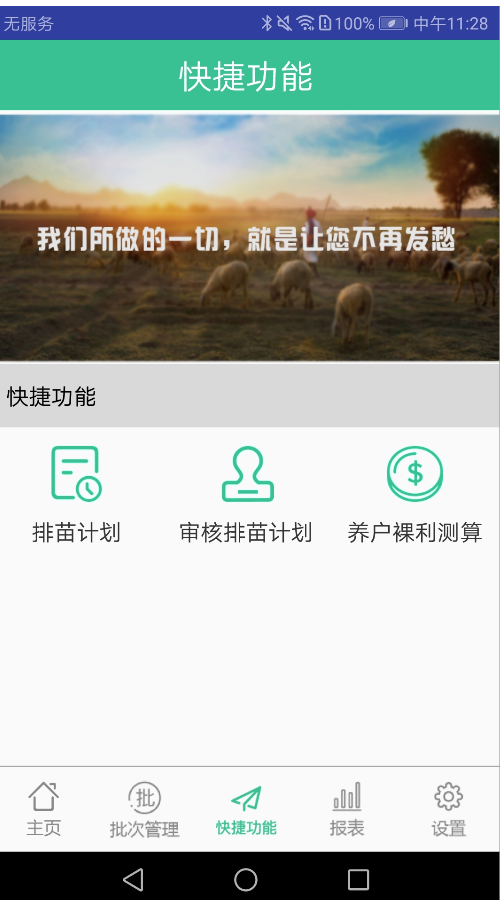 无服务 100% 中午11:28
快捷功能
我们所做的一切，就是让您不再发愁
快捷功能
排苗计划 审核排苗计划 养户裸利测算
批
主页 批次管理 快捷功能 报表 设置